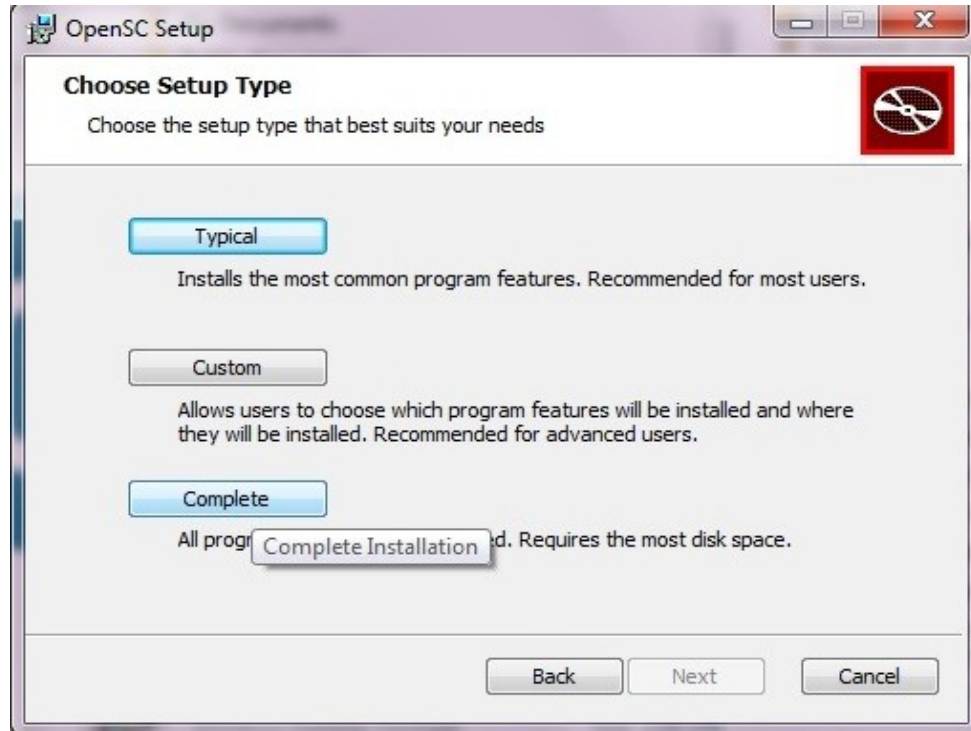 OpenSC Setup
Choose Setup Type
Choose the setup type that best suits your needs
Typical
Installs the most common program features. Recommended for most users.
Custom
Allows users to choose which program features will be installed and where
they will be installed. Recommended for advanced users.
Complete
All progr Complete Installation d. Requires the most disk space.
Back Next Cancel